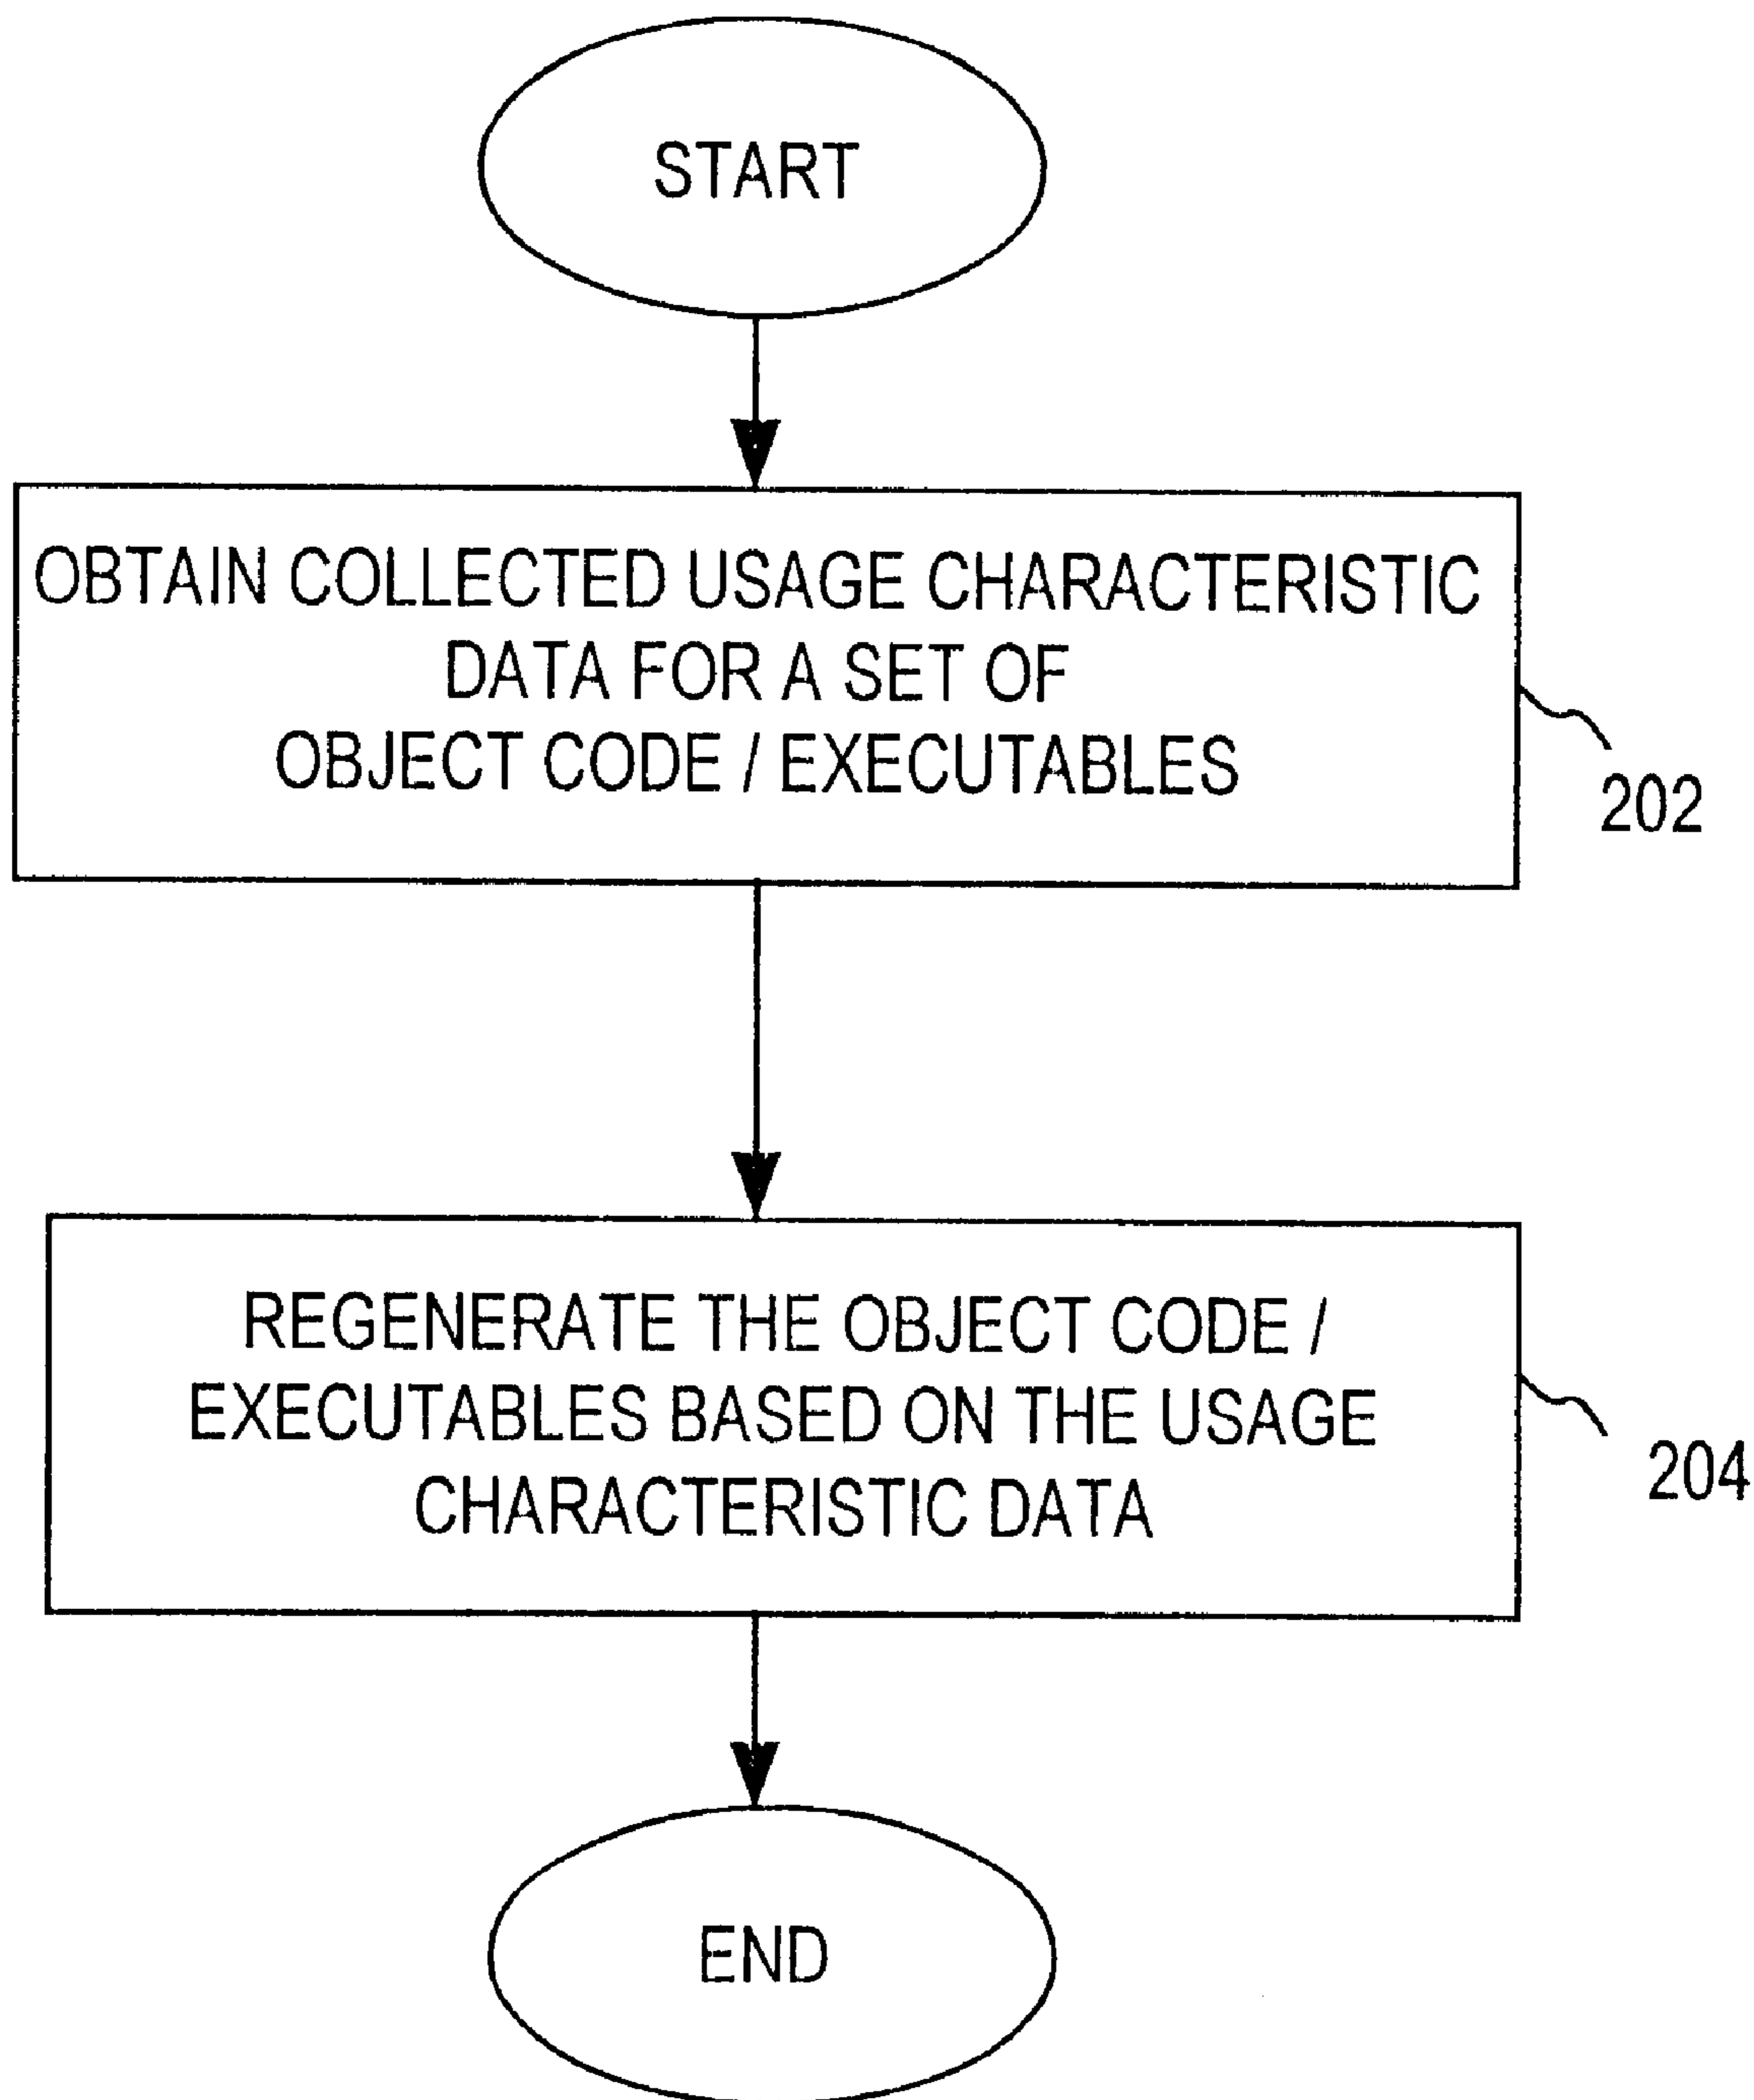 START
OBTAIN COLLECTED USAGE CHARACTERISTIC
DATA FOR A SET OF
OBJECT CODE / EXECUTABLES
202
REGENERATE THE OBJECT CODE /
EXECUTABLES BASED ON THE USAGE
CHARACTERISTIC DATA
204
END